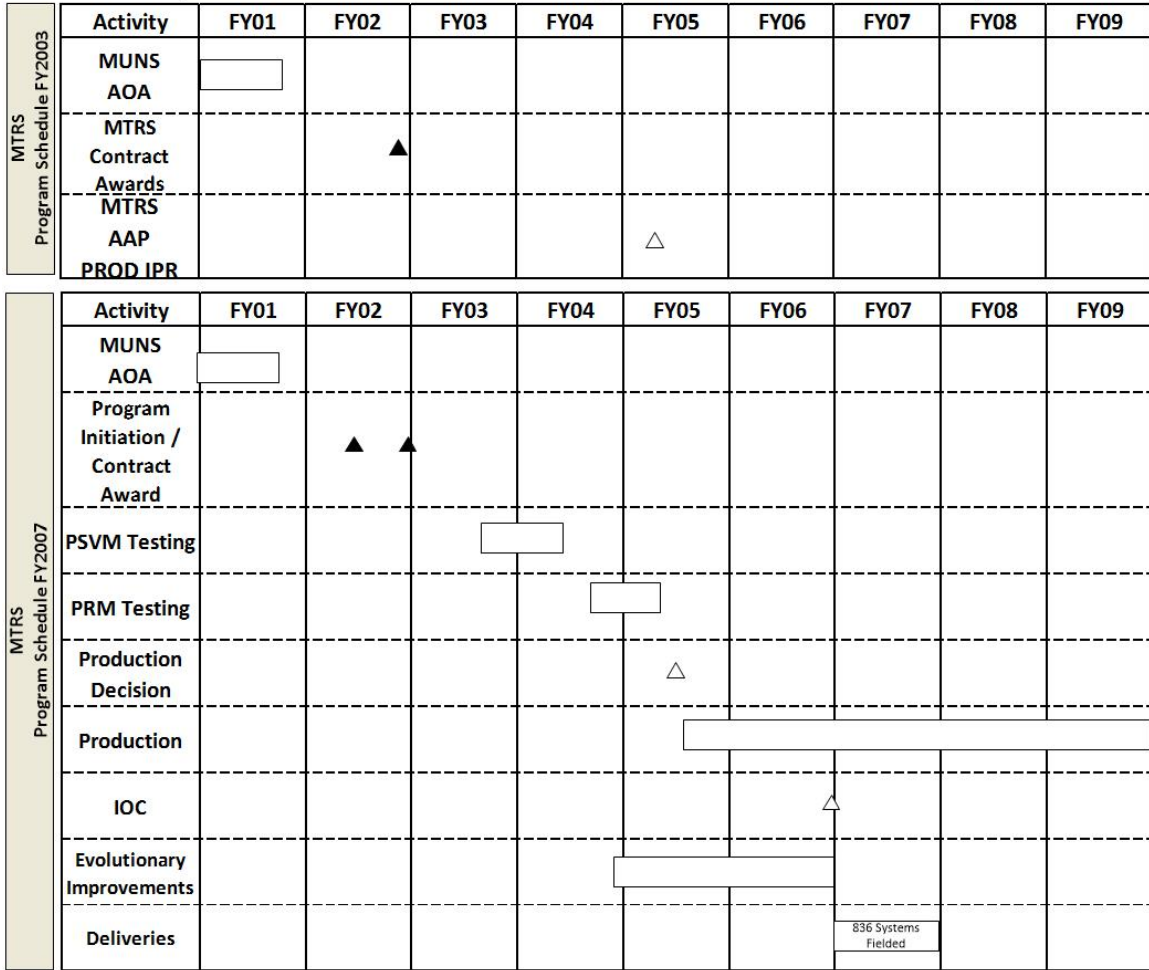 MTRS
Program Schedule FY2003
Activity FY01 FY02 FY03 FY04 FY05 FY06 FY07 FY08 FY09
MUNS
AOA
MTRS
Contract
Awards
MTRS
AAP
PROD IPR
MTRS
Program Schedule FY2007
Activity FY01 FY02 FY03 FY04 FY05 FY06 FY07 FY08 FY09
MUNS
AOA
Program
Initiation /
Contract
Award
PSVM Testing
PRM Testing
Production
Decision
Production
IOC
Evolutionary
Improvements
Deliveries
836 Systems
Fielded